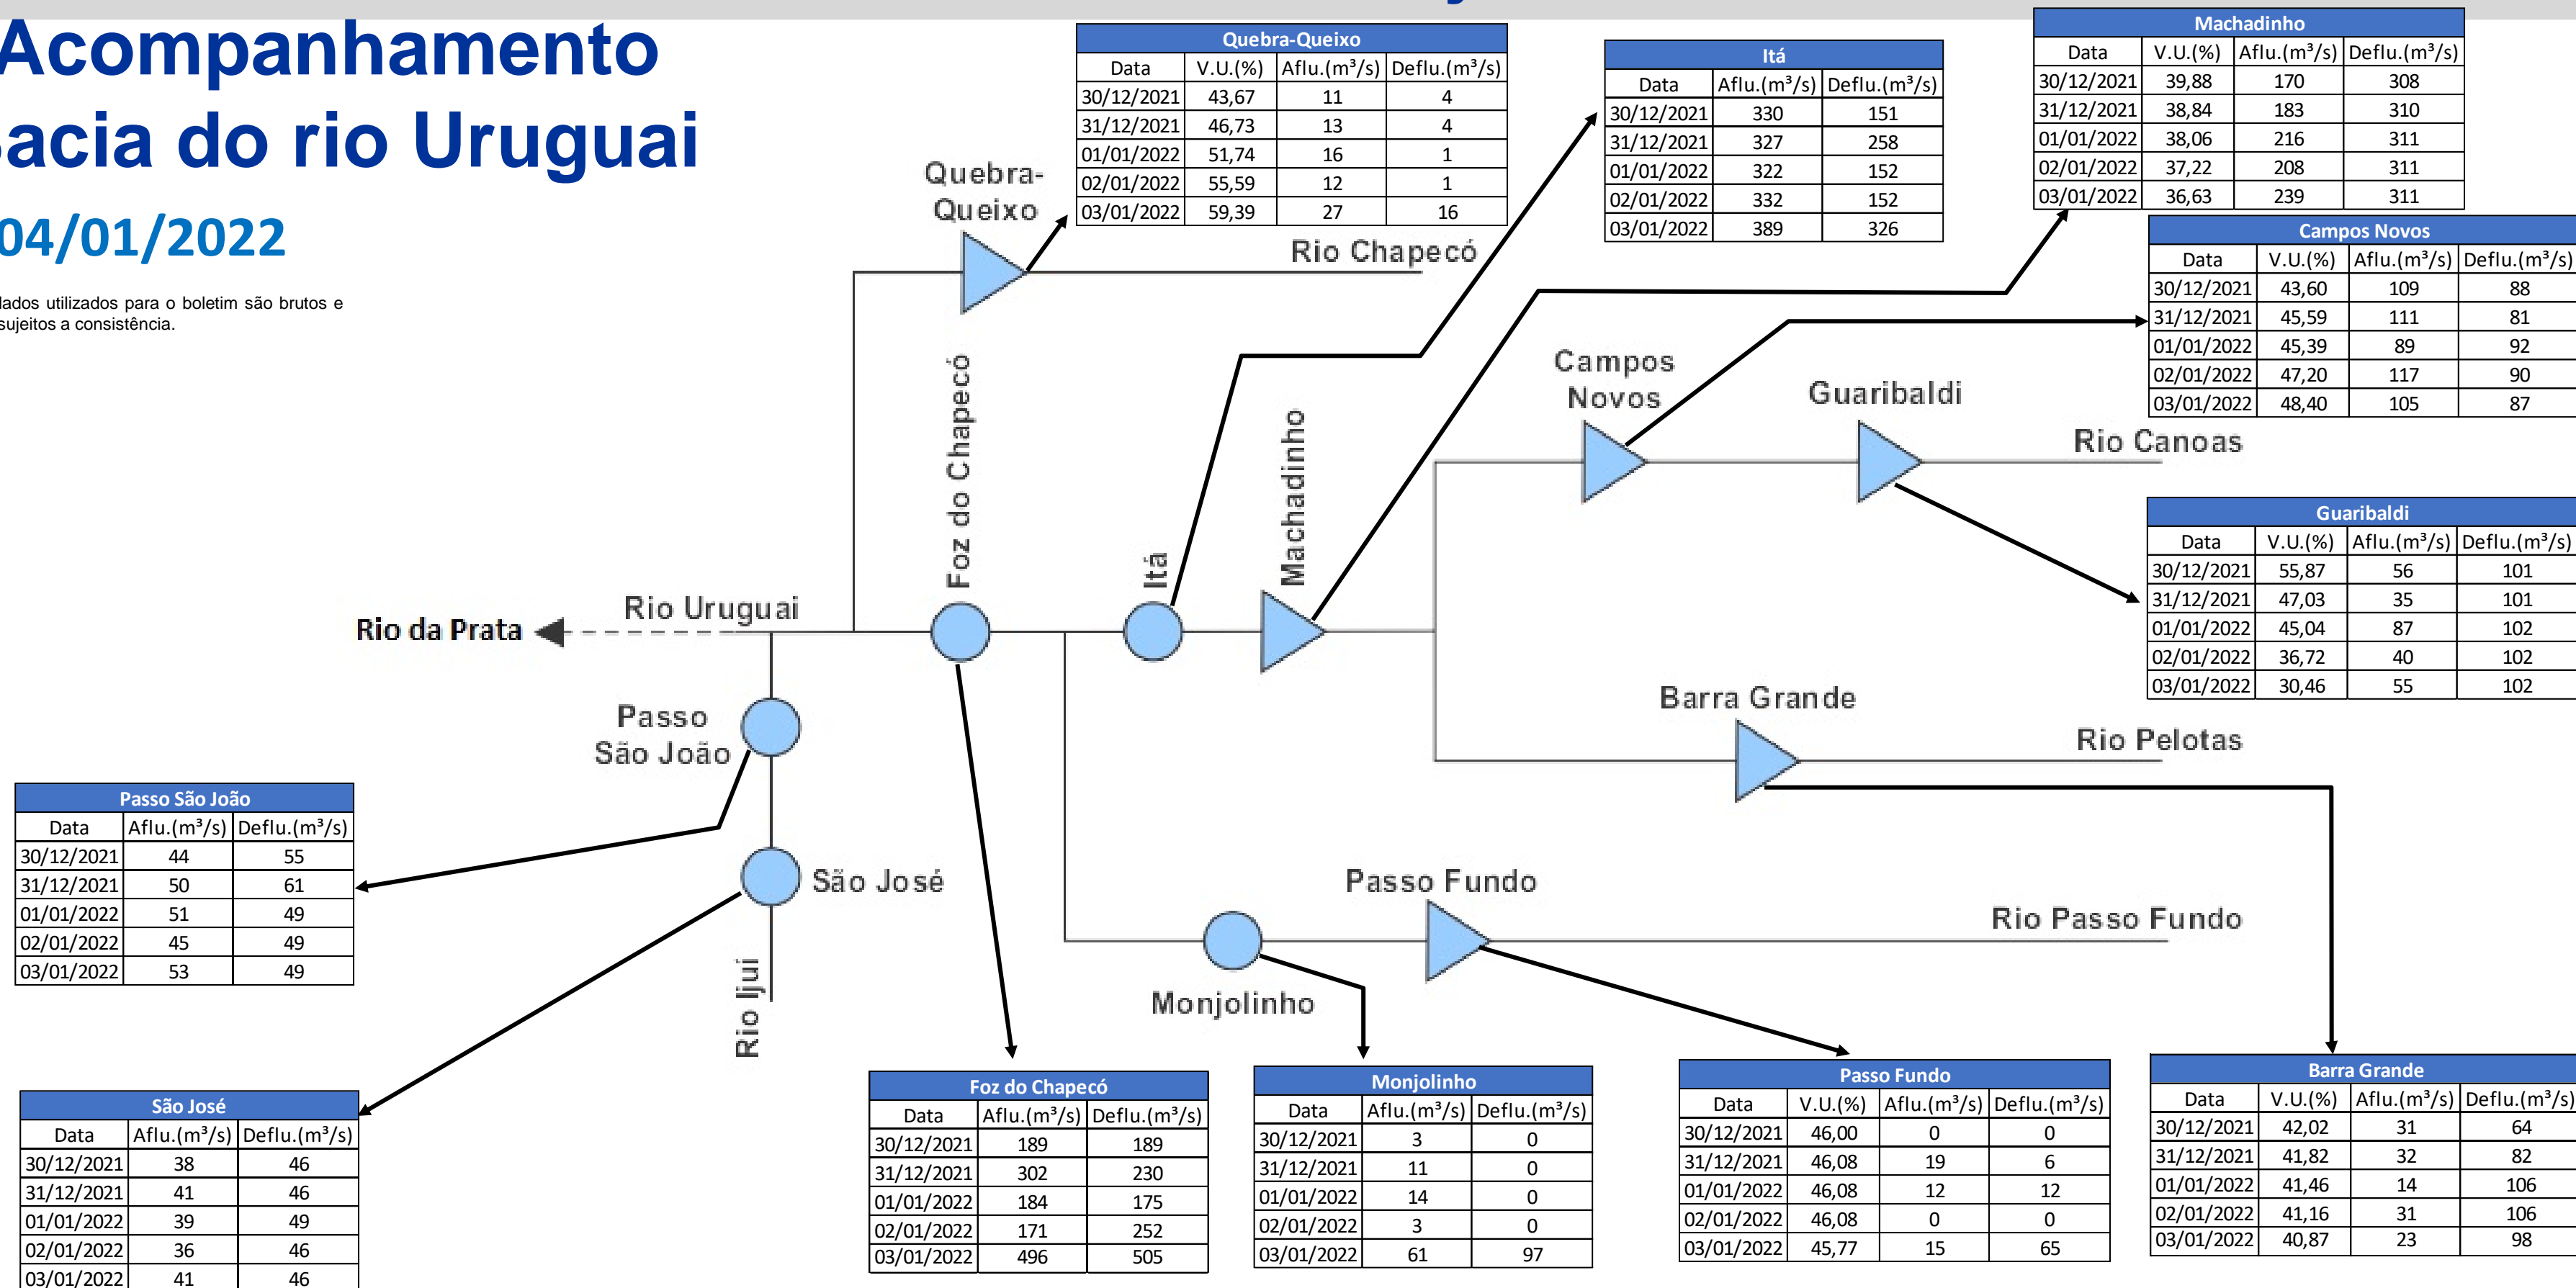 Acompanhamento
Bacia do rio Uruguai
04/01/2022
dados utilizados para o boletim são brutos e
sujeitos a consistência.
Quebra-Queixo
Data V.U.(%) Aflu.(m³/s) Deflu.(m³/s)
30/12/2021 43,67 11 4
31/12/2021 46,73 13 4
01/01/2022 51,74 16 1
02/01/2022 55,59 12 1
03/01/2022 59,39 27 16
Itá
Data Aflu.(m³/s) Deflu.(m³/s)
30/12/2021 330 151
31/12/2021 327 258
01/01/2022 322 152
02/01/2022 332 152
03/01/2022 389 326
Machadinho
Data V.U.(%) Aflu.(m³/s) Deflu.(m³/s)
30/12/2021 39,88 170 308
31/12/2021 38,84 183 310
01/01/2022 38,06 216 311
02/01/2022 37,22 208 311
03/01/2022 36,63 239 311
Campos Novos
Data V.U.(%) Aflu.(m³/s) Deflu.(m³/s)
30/12/2021 43,60 109 88
31/12/2021 45,59 111 81
01/01/2022 45,39 89 92
02/01/2022 47,20 117 90
03/01/2022 48,40 105 87
Quebra-
Queixo
Rio Chapecó
Foz do Chapecó
Itá
Machadinho
Campos
Novos
Guaribaldi
Rio Canoas
Guaribaldi
Data V.U.(%) Aflu.(m³/s) Deflu.(m³/s)
30/12/2021 55,87 56 101
31/12/2021 47,03 35 101
01/01/2022 45,04 87 102
02/01/2022 36,72 40 102
03/01/2022 30,46 55 102
Rio da Prata
Rio Uruguai
Barra Grande
Rio Pelotas
Passo
São João
São José
Rio Ijui
Passo Fundo
Rio Passo Fundo
Monjolinho
Passo São João
Data Aflu.(m³/s) Deflu.(m³/s)
30/12/2021 44 55
31/12/2021 50 61
01/01/2022 51 49
02/01/2022 45 49
03/01/2022 53 49
São José
Data Aflu.(m³/s) Deflu.(m³/s)
30/12/2021 38 46
31/12/2021 41 46
01/01/2022 39 49
02/01/2022 36 46
03/01/2022 41 46
Foz do Chapecó
Data Aflu.(m³/s) Deflu.(m³/s)
30/12/2021 189 189
31/12/2021 302 230
01/01/2022 184 175
02/01/2022 171 252
03/01/2022 496 505
Monjolinho
Data Aflu.(m³/s) Deflu.(m³/s)
30/12/2021 3 0
31/12/2021 11 0
01/01/2022 14 0
02/01/2022 3 0
03/01/2022 61 97
Passo Fundo
Data V.U.(%) Aflu.(m³/s) Deflu.(m³/s)
30/12/2021 46,00 0 0
31/12/2021 46,08 19 6
01/01/2022 46,08 12 12
02/01/2022 46,08 0 0
03/01/2022 45,77 15 65
Barra Grande
Data V.U.(%) Aflu.(m³/s) Deflu.(m³/s)
30/12/2021 42,02 31 64
31/12/2021 41,82 32 82
01/01/2022 41,46 14 106
02/01/2022 41,16 31 106
03/01/2022 40,87 23 98